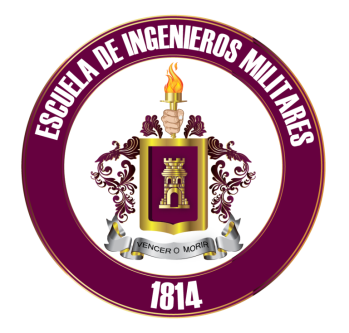 ESCUELA DE INGENIEROS MILITARES
VENCER O MORIR
1814